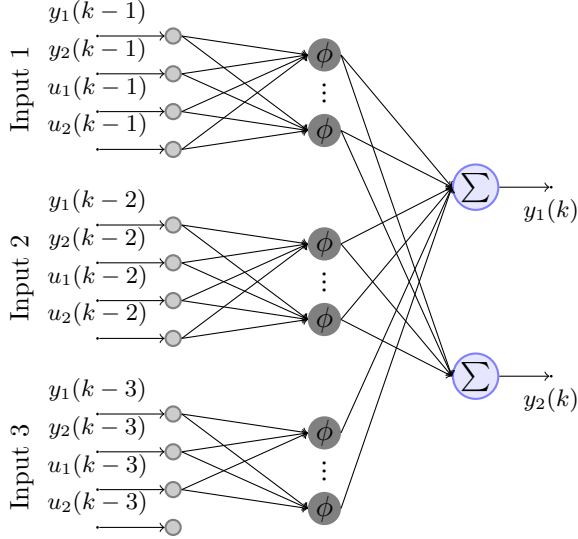 Input 1
y₁(k−1)
y₂(k−1)
u₁(k−1)
u₂(k−1)
ϕ
⋮
ϕ
Input 2
y₁(k−2)
y₂(k−2)
u₁(k−2)
u₂(k−2)
ϕ
⋮
ϕ
Input 3
y₁(k−3)
y₂(k−3)
u₁(k−3)
u₂(k−3)
ϕ
⋮
ϕ
∑
y₁(k)
∑
y₂(k)